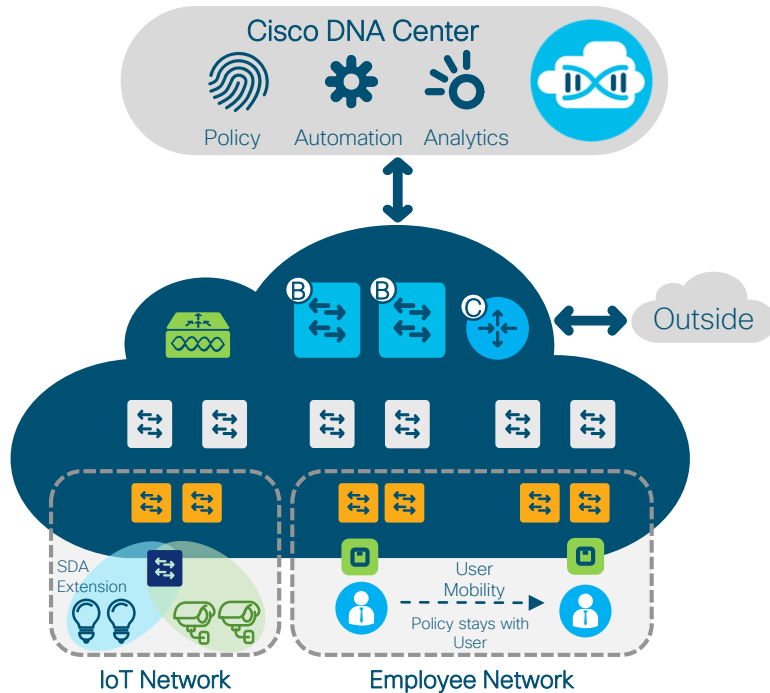 Cisco DNA Center
Policy
Automation
Analytics
B
B
C
Outside
SDA
Extension
User
Mobility
Policy stays with
User
IoT Network
Employee Network